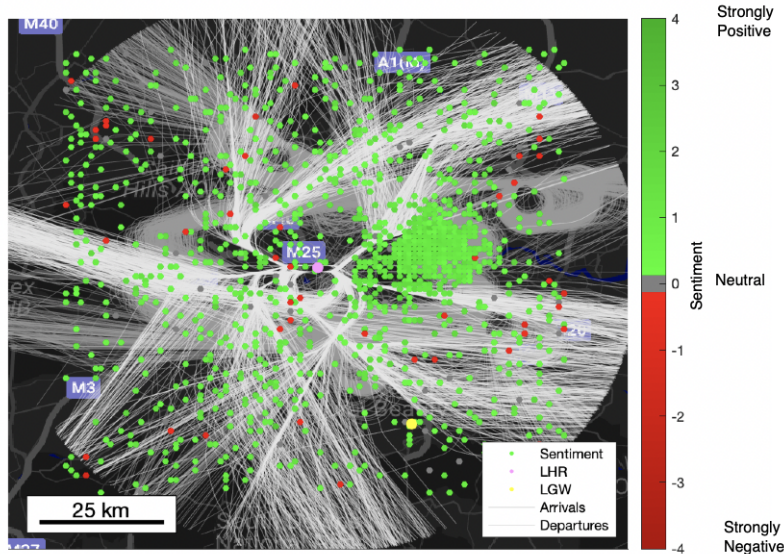 M40
A1(M)
Hills
M25
M3
25 km
Sentiment
LHR
LGW
Arrivals
Departures
4
3
2
1
0
-1
-2
-3
-4
Sentiment
Strongly
Positive
Neutral
Strongly
Negative